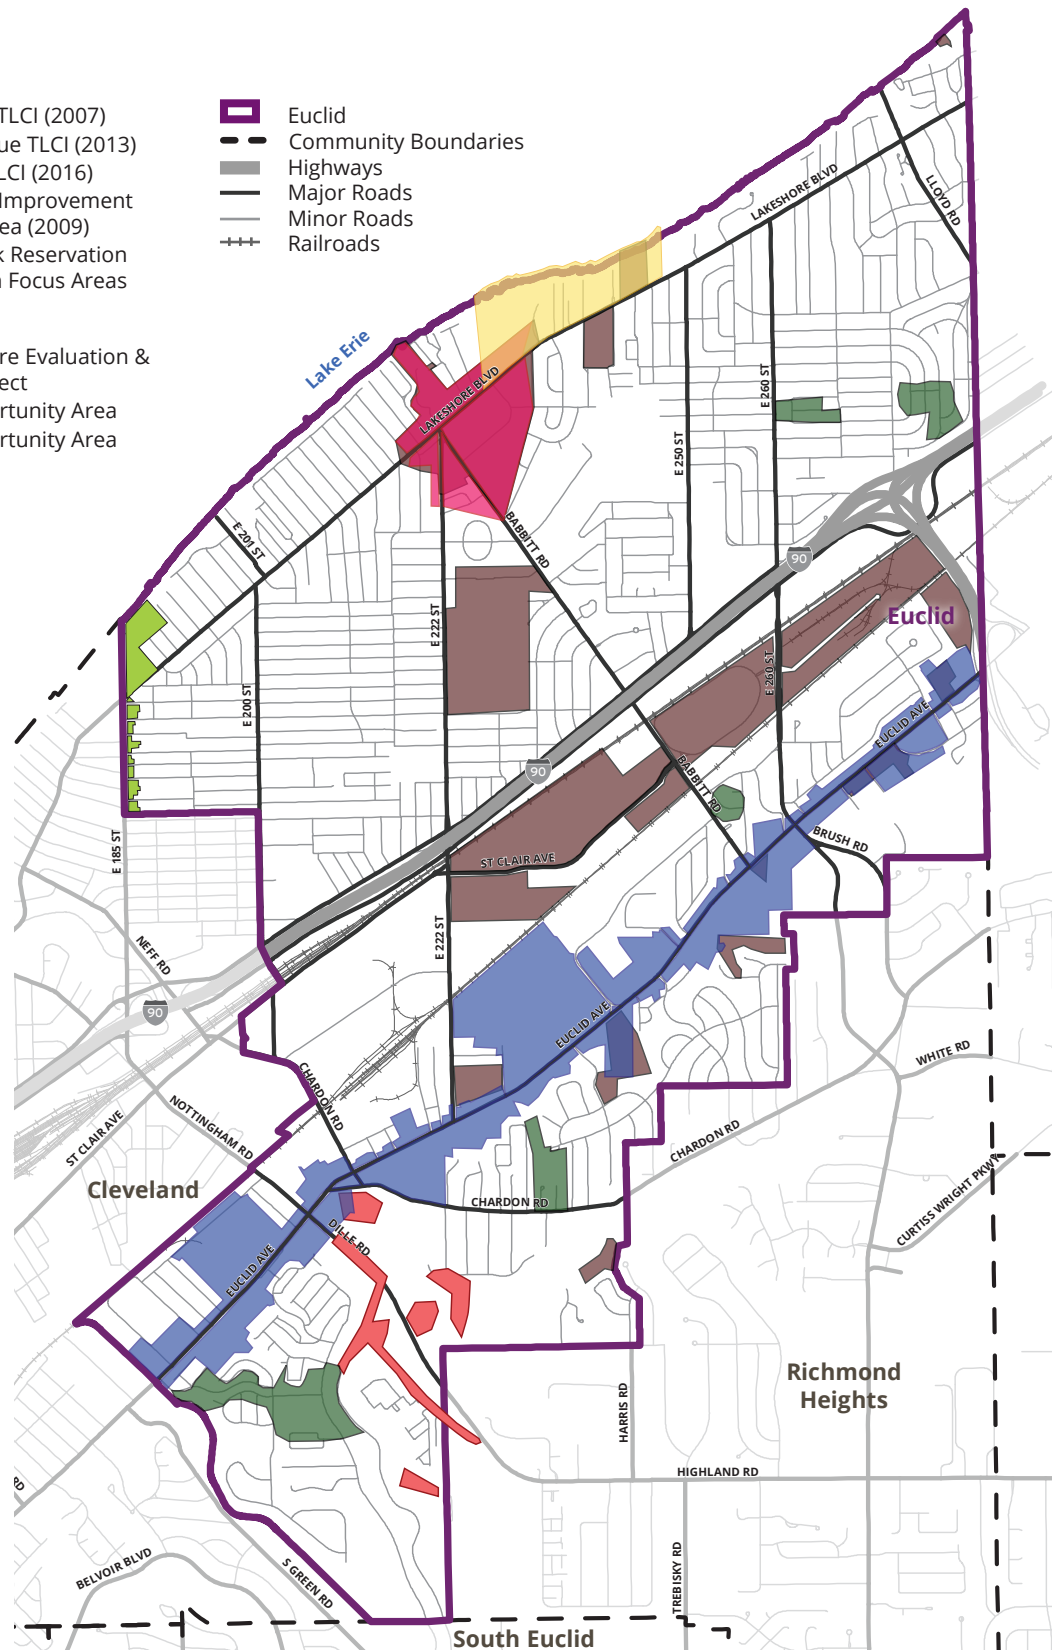 TLCI (2007)
ue TLCI (2013)
LCI (2016)
Improvement
ea (2009)
k Reservation
Focus Areas
re Evaluation &
ect
rtunity Area
rtunity Area
Euclid
Community Boundaries
Highways
Major Roads
Minor Roads
Railroads
Lake Erie
LAKESHORE BLVD
LLOYD RD
LAKESHORE BLVD
E 260 ST
E 250 ST
E 201 ST
BABBITT RD
90
E 222 ST
Euclid
E 260 ST
E 200 ST
EUCLID AVE
90
BABBITT RD
BRUSH RD
E 185 ST
ST CLAIR AVE
E 222 ST
NEFF RD
90
EUCLID AVE
WHITE RD
CHARDON RD
NOTTINGHAM RD
ST CLAIR AVE
CHARDON RD
CURTISS WRIGHT PKWY
Cleveland
CHARDON RD
DILLE RD
EUCLID AVE
Richmond
Heights
HARRIS RD
HIGHLAND RD
RD
BELVOIR BLVD
S GREEN RD
TREBISKY RD
South Euclid